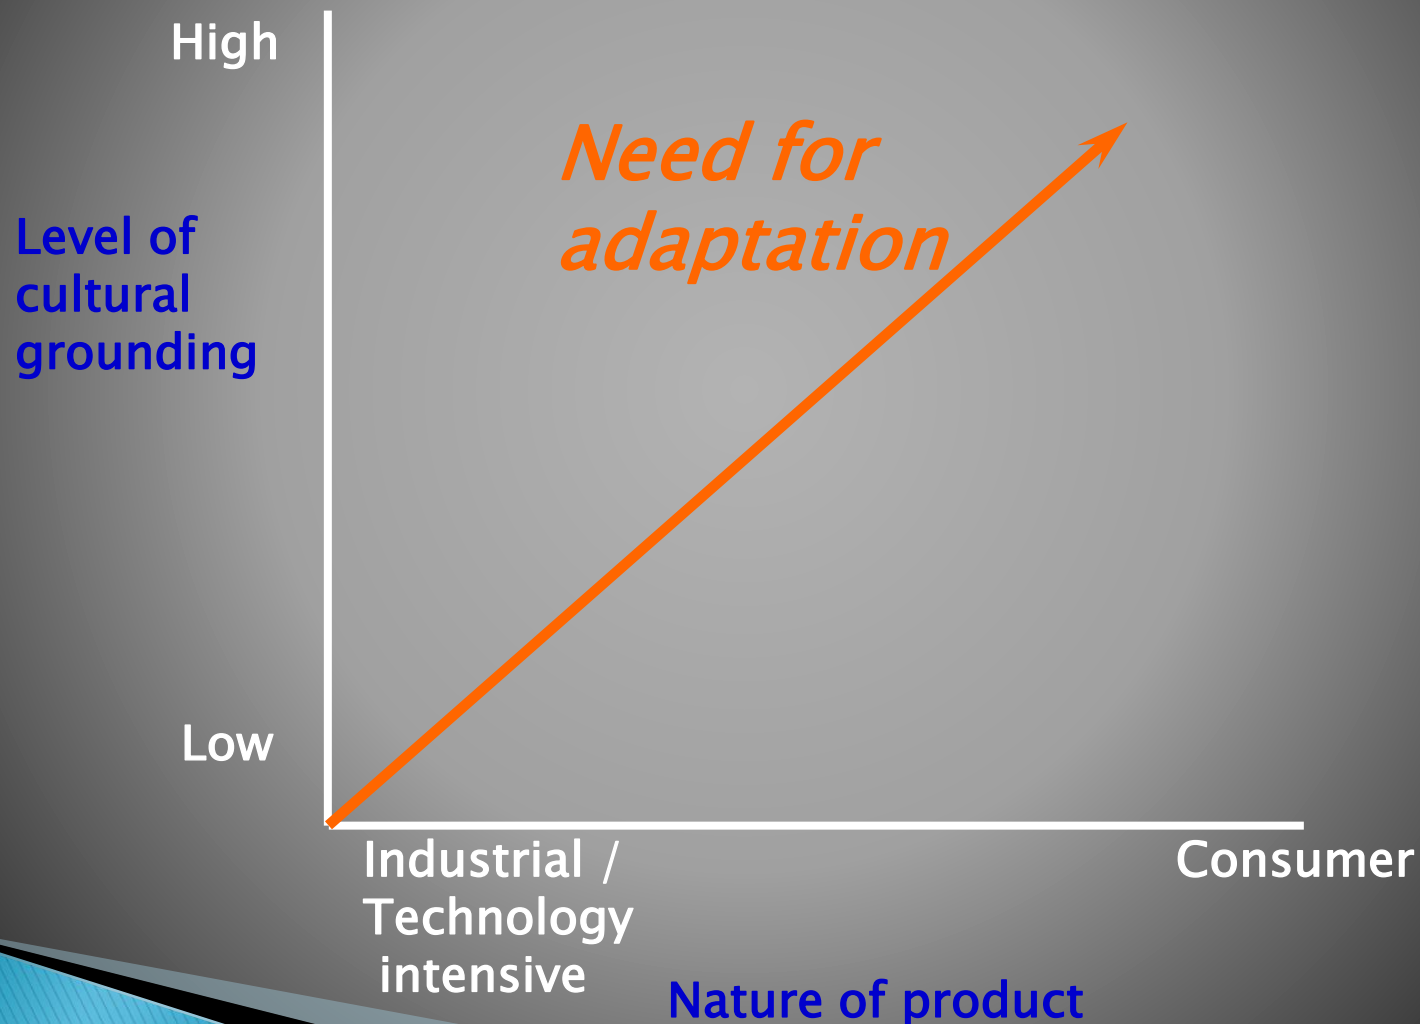 High
Need for
adaptation
Level of
cultural
grounding
Low
Industrial /
Technology
intensive
Consumer
Nature of product